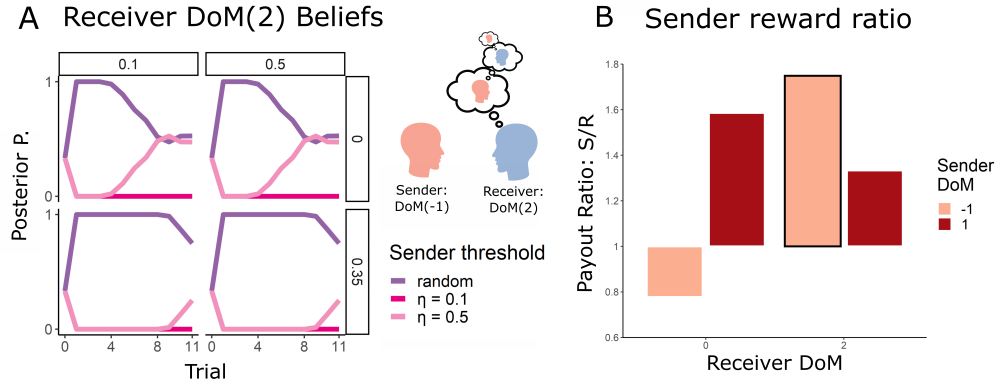 A Receiver DoM(2) Beliefs
0.1
0.5
1
0
1
0
0
0.35
0 4 8 11
0 4 8 11
Posterior P.
Trial
Sender:
DoM(-1)
Receiver:
DoM(2)
Sender threshold
random
η = 0.1
η = 0.5
B Sender reward ratio
1.8
1.6
1.4
1.2
1
0.8
0.6
0
2
Payout Ratio: S/R
Receiver DoM
Sender
DoM
-1
1